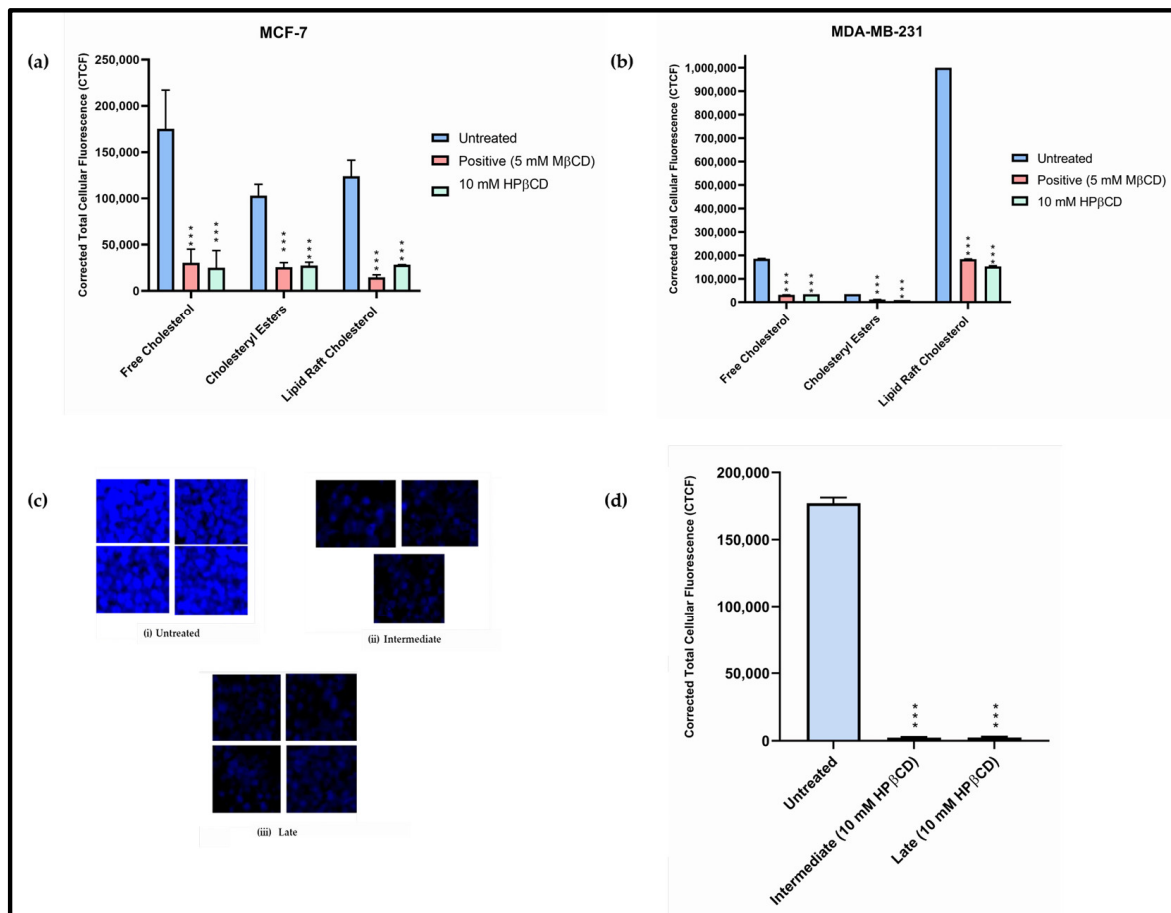 MCF-7
(a)
Corrected Total Cellular Fluorescence (CTCF)
250,000
200,000
150,000
100,000
50,000
0
***
***
***
***
***
***
Free Cholesterol
Cholesteryl Esters
Lipid Raft Cholesterol
Untreated
Positive (5 mM MβCD)
10 mM HPβCD
MDA-MB-231
(b)
Corrected Total Cellular Fluorescence (CTCF)
1,000,000
900,000
800,000
700,000
600,000
500,000
400,000
300,000
200,000
100,000
0
***
***
***
***
***
***
Free Cholesterol
Cholesteryl Esters
Lipid Raft Cholesterol
Untreated
Positive (5 mM MβCD)
10 mM HPβCD
(c)
(i) Untreated
(ii) Intermediate
(iii) Late
(d)
Corrected Total Cellular Fluorescence (CTCF)
200,000
150,000
100,000
50,000
0
***
***
Untreated
Intermediate (10 mM HPβCD)
Late (10 mM HPβCD)